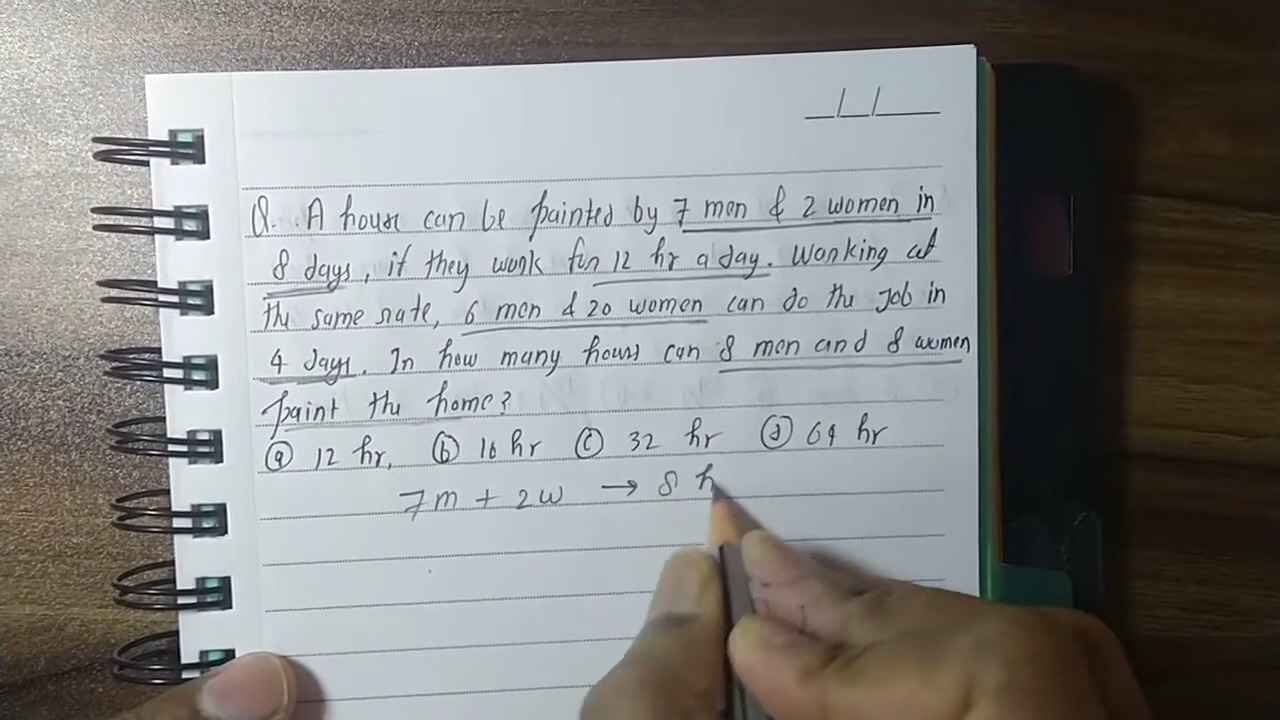 __/__/____
Q. A house can be painted by 7 men & 2 women in
8 days, if they work for 12 hr a day. Working at
the same rate, 6 men & 20 women can do the job in
4 days. In how many hours can 8 men and 8 women
paint the home?
(a) 12 hr, (b) 16 hr (c) 32 hr (d) 64 hr
7m + 2w → 8 h